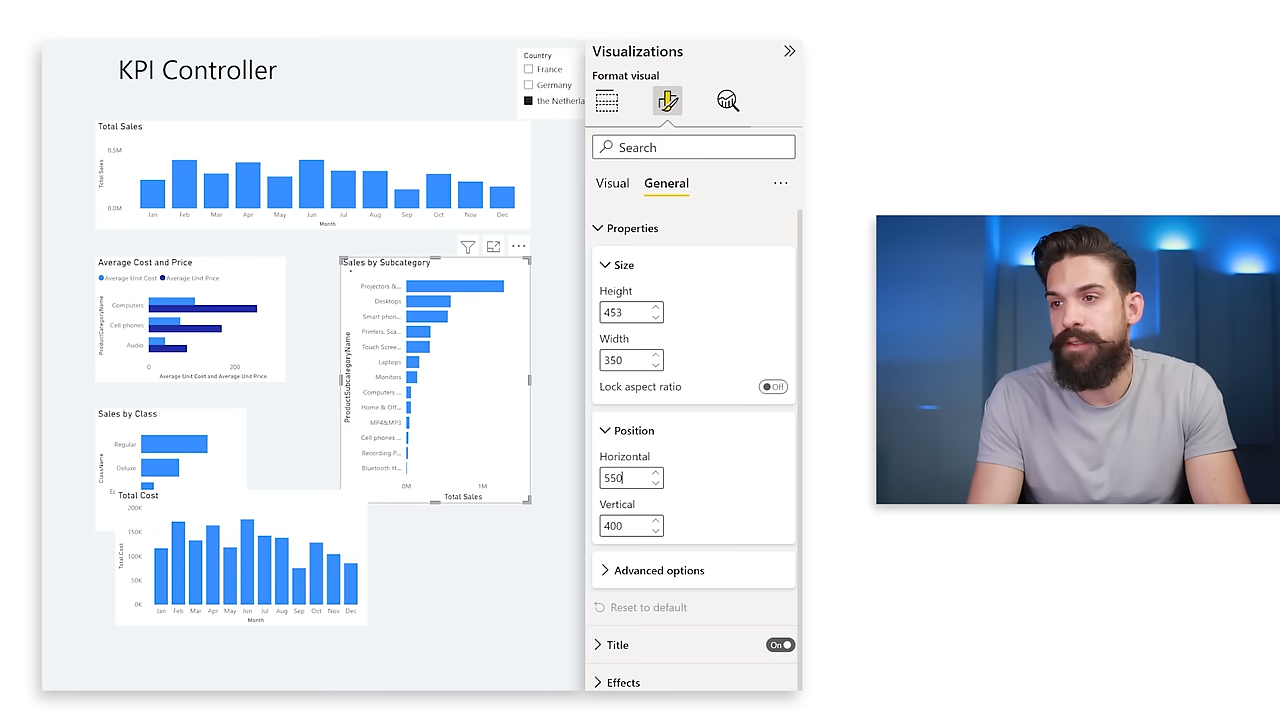 KPI Controller
Country
France
Germany
the Netherla
Total Sales
0.5M
0.0M
Total Sales
Jan Feb Mar Apr May Jun Jul Aug Sep Oct Nov Dec
Month
Average Cost and Price
Average Unit Cost Average Unit Price
ProductCategoryName
Computers
Cell phones
Audio
0 200
Average Unit Cost and Average Unit Price
Sales by Subcategory
ProductSubcategoryName
Projectors &...
Desktops
Smart phon...
Printers, Sca...
Touch Scree...
Laptops
Monitors
Computers ...
Home & Off...
MP4&MP3
Cell phones ...
Recording P...
Bluetooth H...
0M 1M
Total Sales
Sales by Class
ClassName
Regular
Deluxe
Ec
Total Cost
200K
150K
100K
50K
0K
Total Cost
Jan Feb Mar Apr May Jun Jul Aug Sep Oct Nov Dec
Month
Visualizations
Format visual
Search
Visual General
Properties
Size
Height
453
Width
350
Lock aspect ratio Off
Position
Horizontal
550
Vertical
400
Advanced options
Reset to default
Title On
Effects